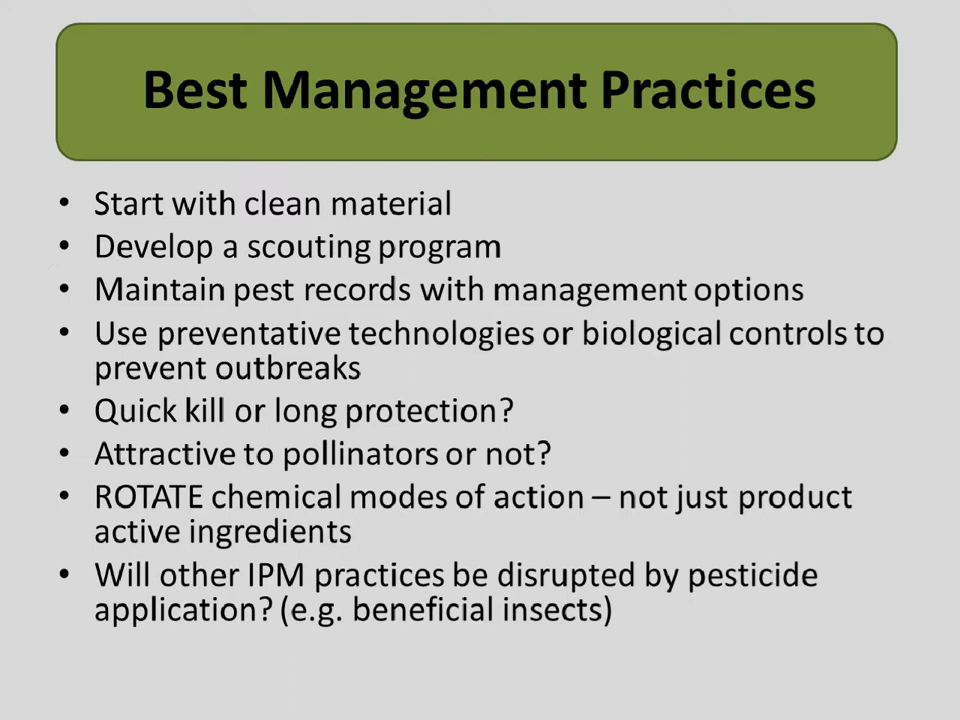 Best Management Practices
• Start with clean material
• Develop a scouting program
• Maintain pest records with management options
• Use preventative technologies or biological controls to
prevent outbreaks
• Quick kill or long protection?
• Attractive to pollinators or not?
• ROTATE chemical modes of action – not just product
active ingredients
• Will other IPM practices be disrupted by pesticide
application? (e.g. beneficial insects)